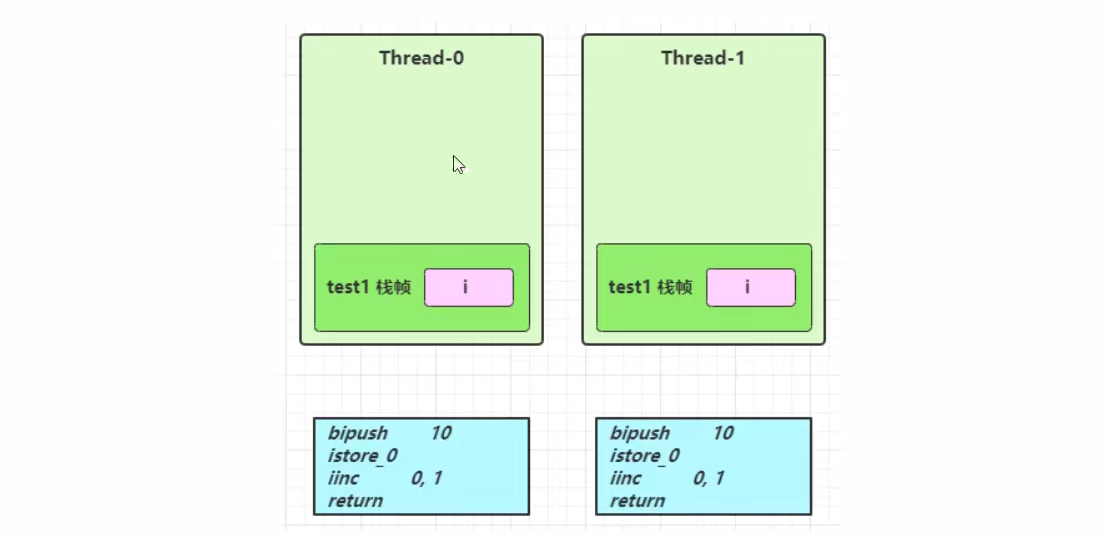 Thread-0
Thread-1
test1 栈帧 i
test1 栈帧 i
bipush 10
istore_0
iinc 0, 1
return
bipush 10
istore_0
iinc 0, 1
return